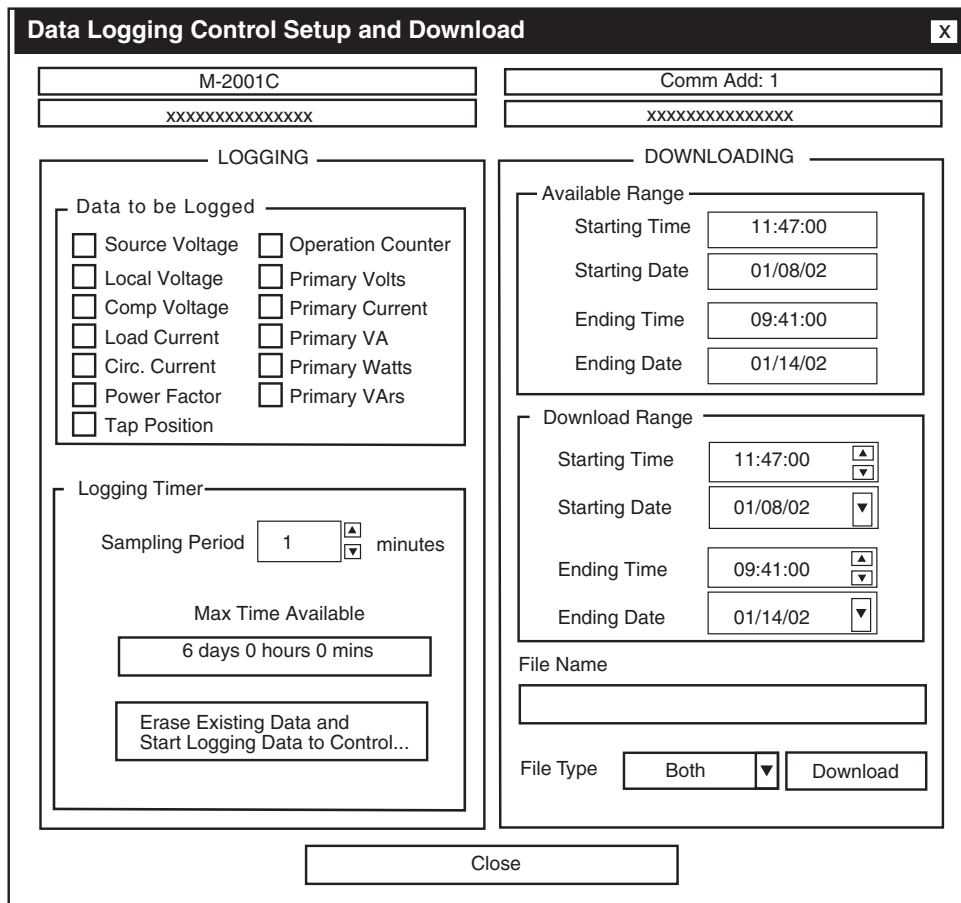 Data Logging Control Setup and Download
X
M-2001C
xxxxxxxxxxxxxxx
Comm Add: 1
xxxxxxxxxxxxxxx
LOGGING
Data to be Logged
Source Voltage
Local Voltage
Comp Voltage
Load Current
Circ. Current
Power Factor
Tap Position
Operation Counter
Primary Volts
Primary Current
Primary VA
Primary Watts
Primary VArs
Logging Timer
Sampling Period 1 minutes
Max Time Available
6 days 0 hours 0 mins
Erase Existing Data and
Start Logging Data to Control...
DOWNLOADING
Available Range
Starting Time 11:47:00
Starting Date 01/08/02
Ending Time 09:41:00
Ending Date 01/14/02
Download Range
Starting Time 11:47:00
Starting Date 01/08/02
Ending Time 09:41:00
Ending Date 01/14/02
File Name
File Type Both Download
Close